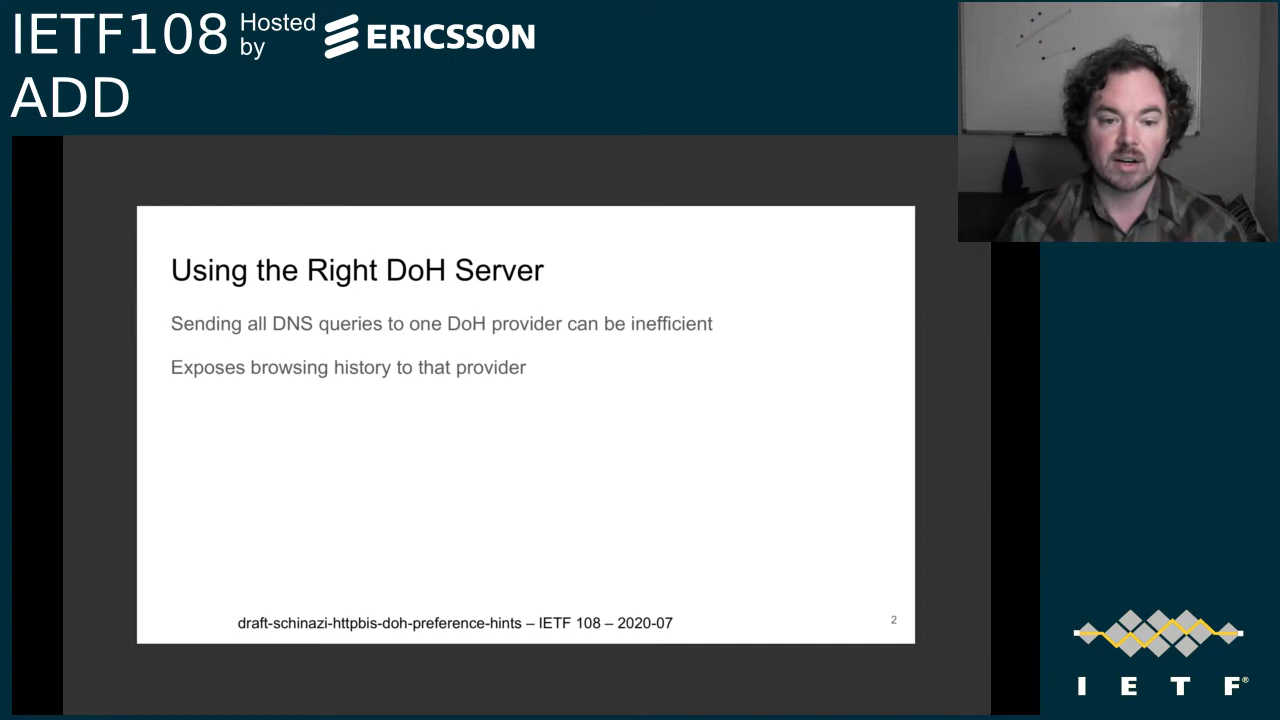 IETF108 Hosted by ERICSSON
ADD
Using the Right DoH Server
Sending all DNS queries to one DoH provider can be inefficient
Exposes browsing history to that provider
draft-schinazi-httpbis-doh-preference-hints – IETF 108 – 2020-07
2
I E T F®